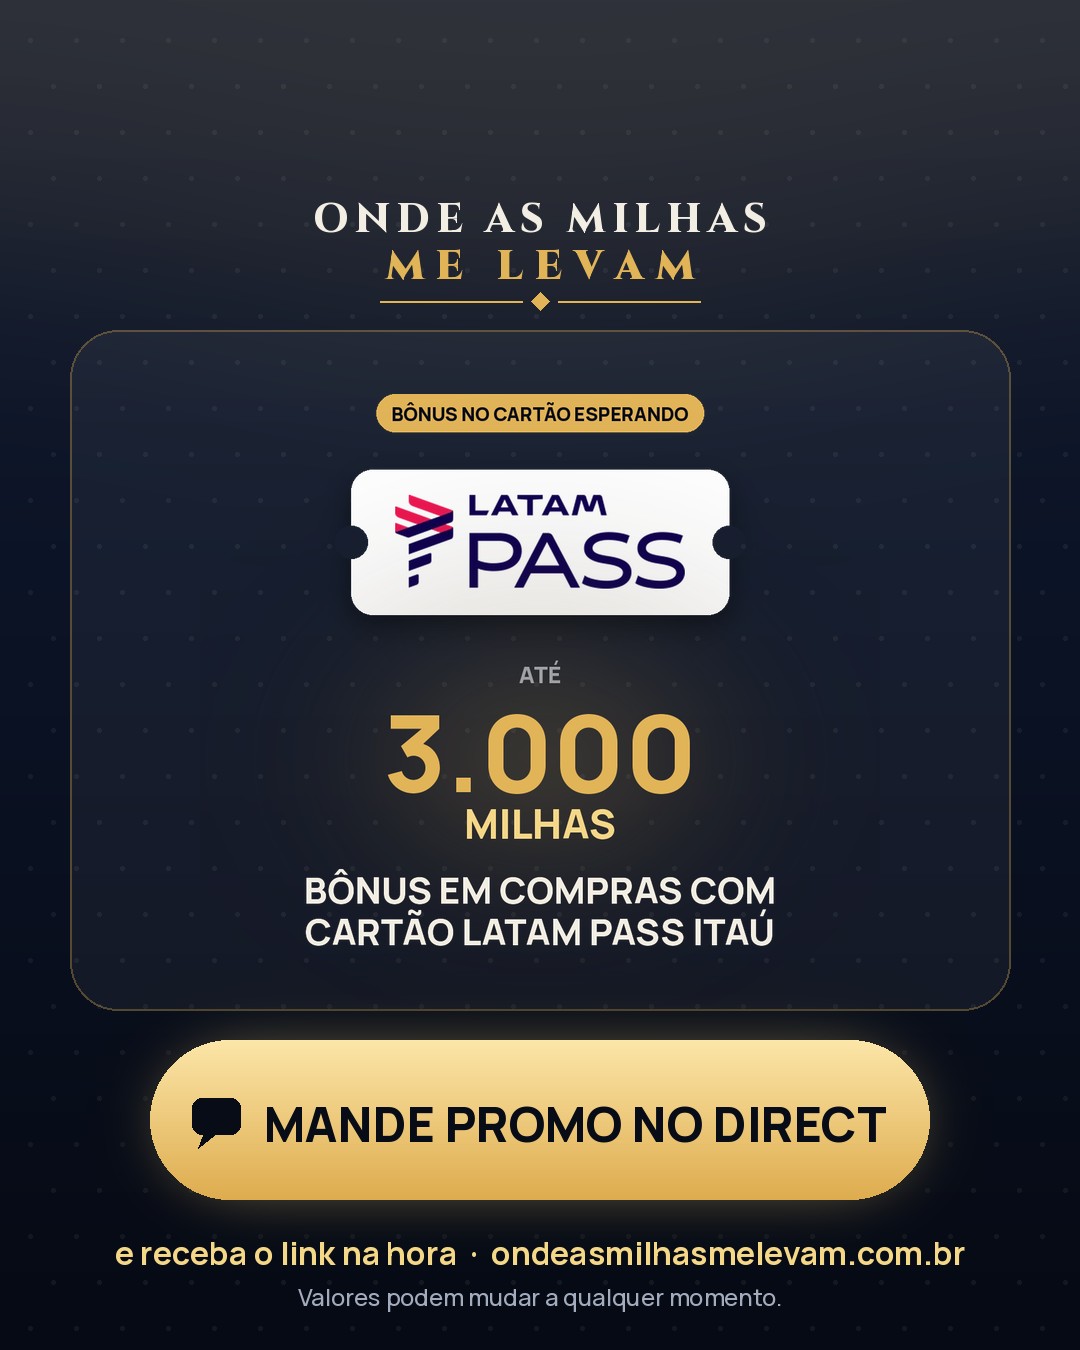 ONDE AS MILHAS
ME LEVAM
BÔNUS NO CARTÃO ESPERANDO
LATAM
PASS
ATÉ
3.000
MILHAS
BÔNUS EM COMPRAS COM
CARTÃO LATAM PASS ITAÚ
MANDE PROMO NO DIRECT
e receba o link na hora · ondeasmilhasmelevam.com.br
Valores podem mudar a qualquer momento.